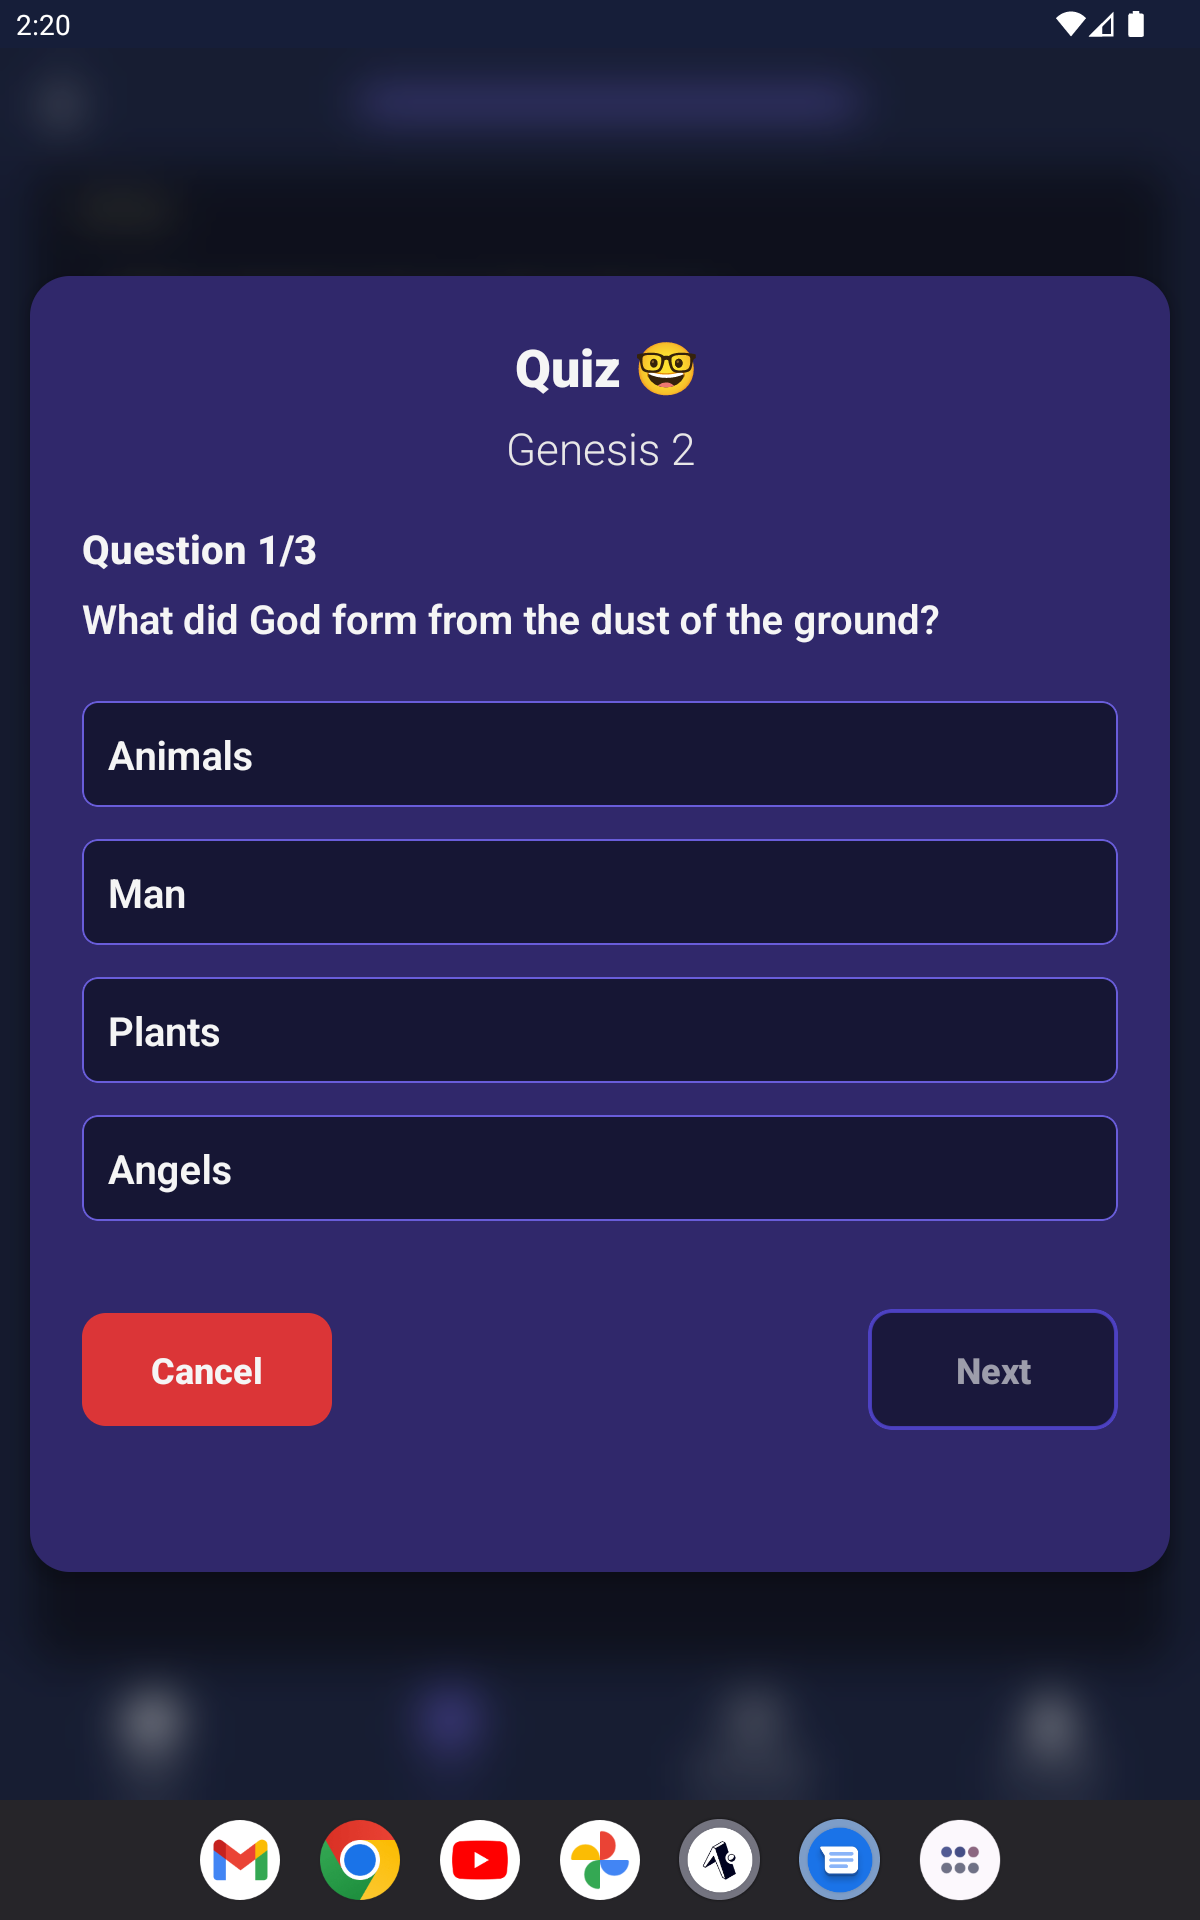 2:20
Quiz 🤓
Genesis 2
Question 1/3
What did God form from the dust of the ground?
Animals
Man
Plants
Angels
Cancel
Next